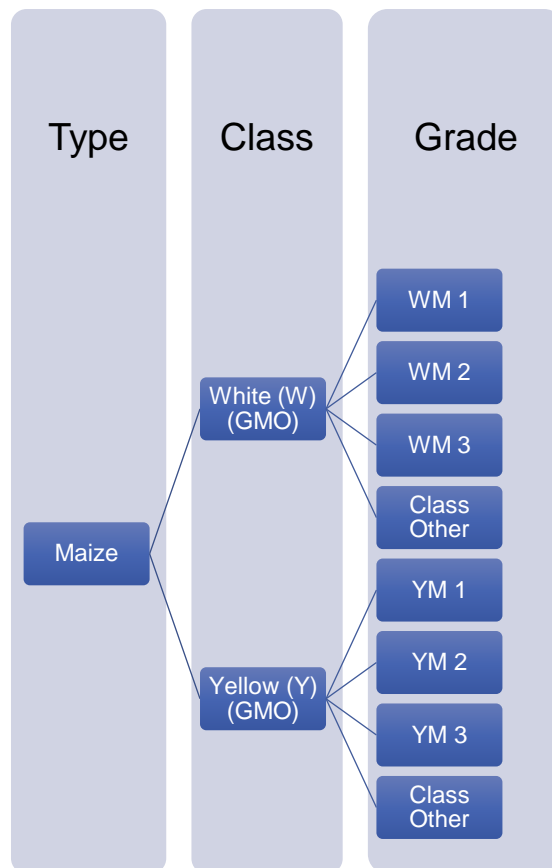 Type
Class
Grade
Maize
White (W)
(GMO)
WM 1
WM 2
WM 3
Class
Other
Yellow (Y)
(GMO)
YM 1
YM 2
YM 3
Class
Other